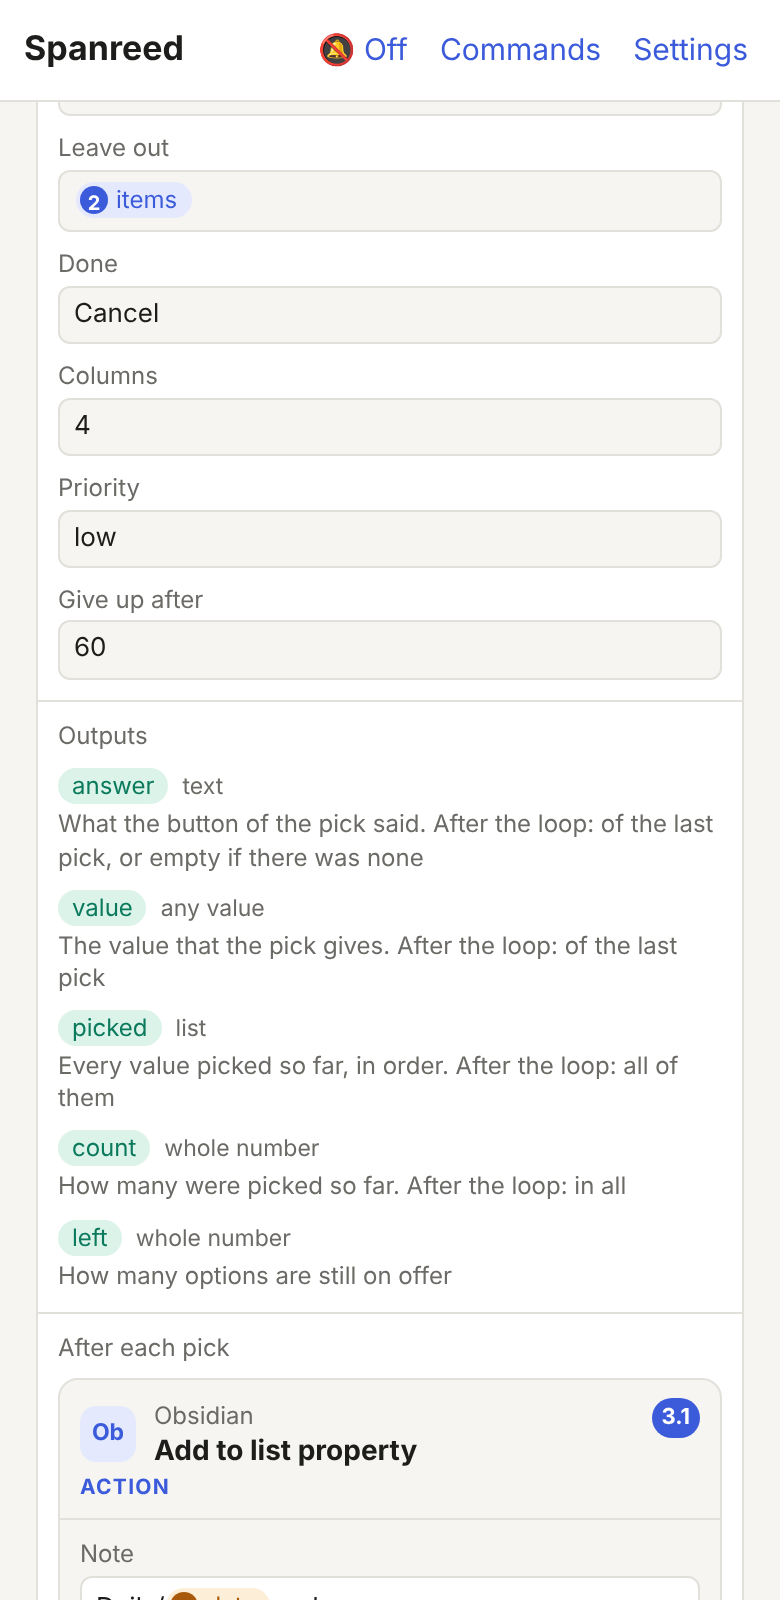 Spanreed
Off
Commands
Settings
Leave out
2 items
Done
Cancel
Columns
4
Priority
low
Give up after
60
Outputs
answer text
What the button of the pick said. After the loop: of the last
pick, or empty if there was none
value any value
The value that the pick gives. After the loop: of the last
pick
picked list
Every value picked so far, in order. After the loop: all of
them
count whole number
How many were picked so far. After the loop: in all
left whole number
How many options are still on offer
After each pick
Ob
Obsidian
3.1
Add to list property
ACTION
Note